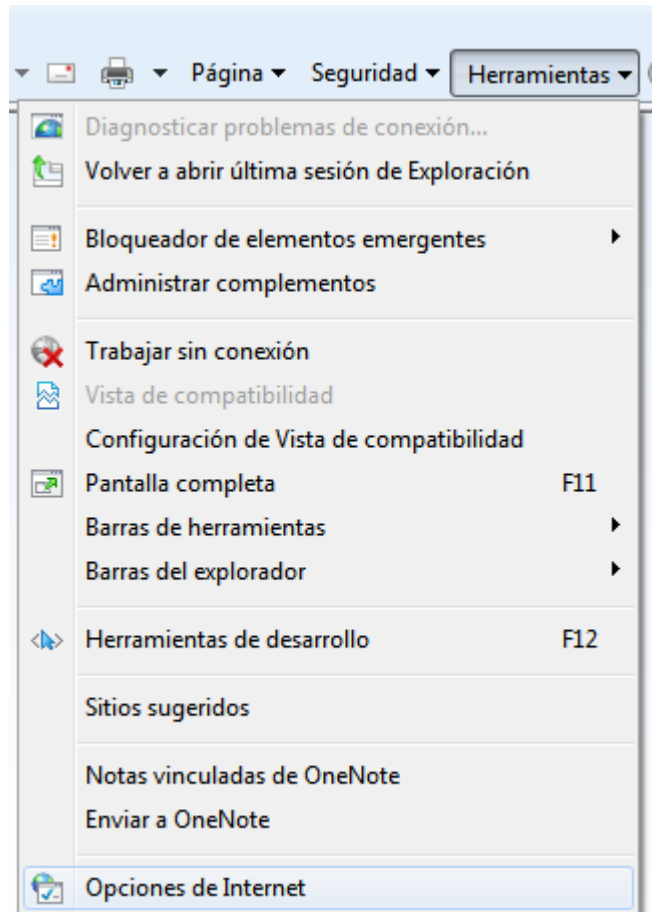 Página Seguridad Herramientas
Diagnosticar problemas de conexión...
Volver a abrir última sesión de Exploración
Bloqueador de elementos emergentes
Administrar complementos
Trabajar sin conexión
Vista de compatibilidad
Configuración de Vista de compatibilidad
Pantalla completa F11
Barras de herramientas
Barras del explorador
Herramientas de desarrollo F12
Sitios sugeridos
Notas vinculadas de OneNote
Enviar a OneNote
Opciones de Internet